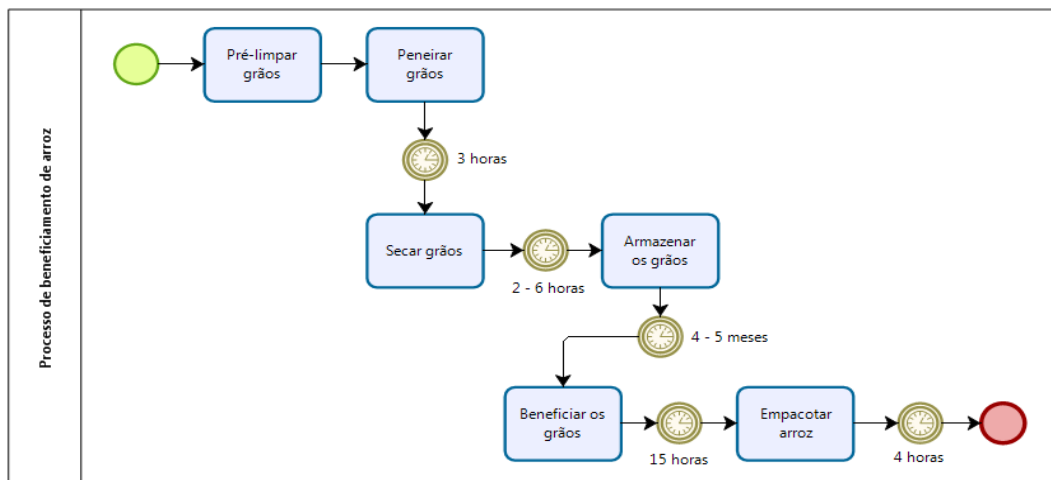 Processo de beneficiamento de arroz
Pré-limpar
grãos
Peneirar
grãos
3 horas
Secar grãos
2 - 6 horas
Armazenar
os grãos
4 - 5 meses
Beneficiar os
grãos
15 horas
Empacotar
arroz
4 horas